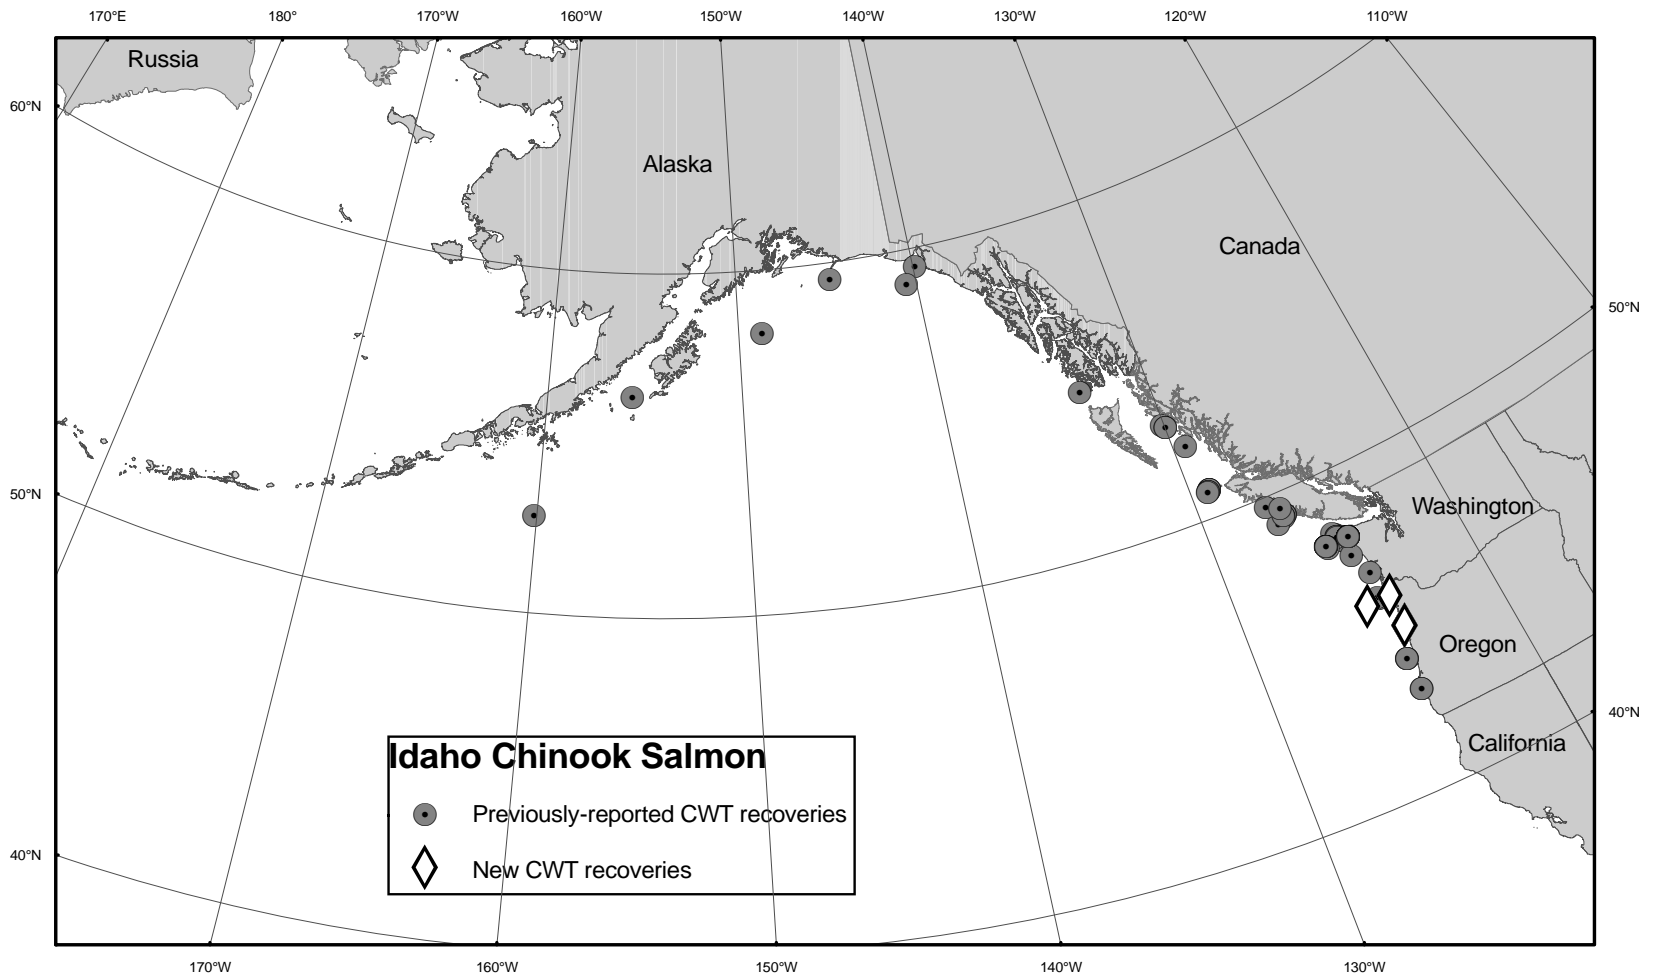 170°E 180° 170°W 160°W 150°W 140°W 130°W 120°W 110°W
Russia
60°N
Alaska
Canada
50°N
50°N
Washington
Oregon
40°N
California
Idaho Chinook Salmon
Previously-reported CWT recoveries
40°N
New CWT recoveries
170°W 160°W 150°W 140°W 130°W